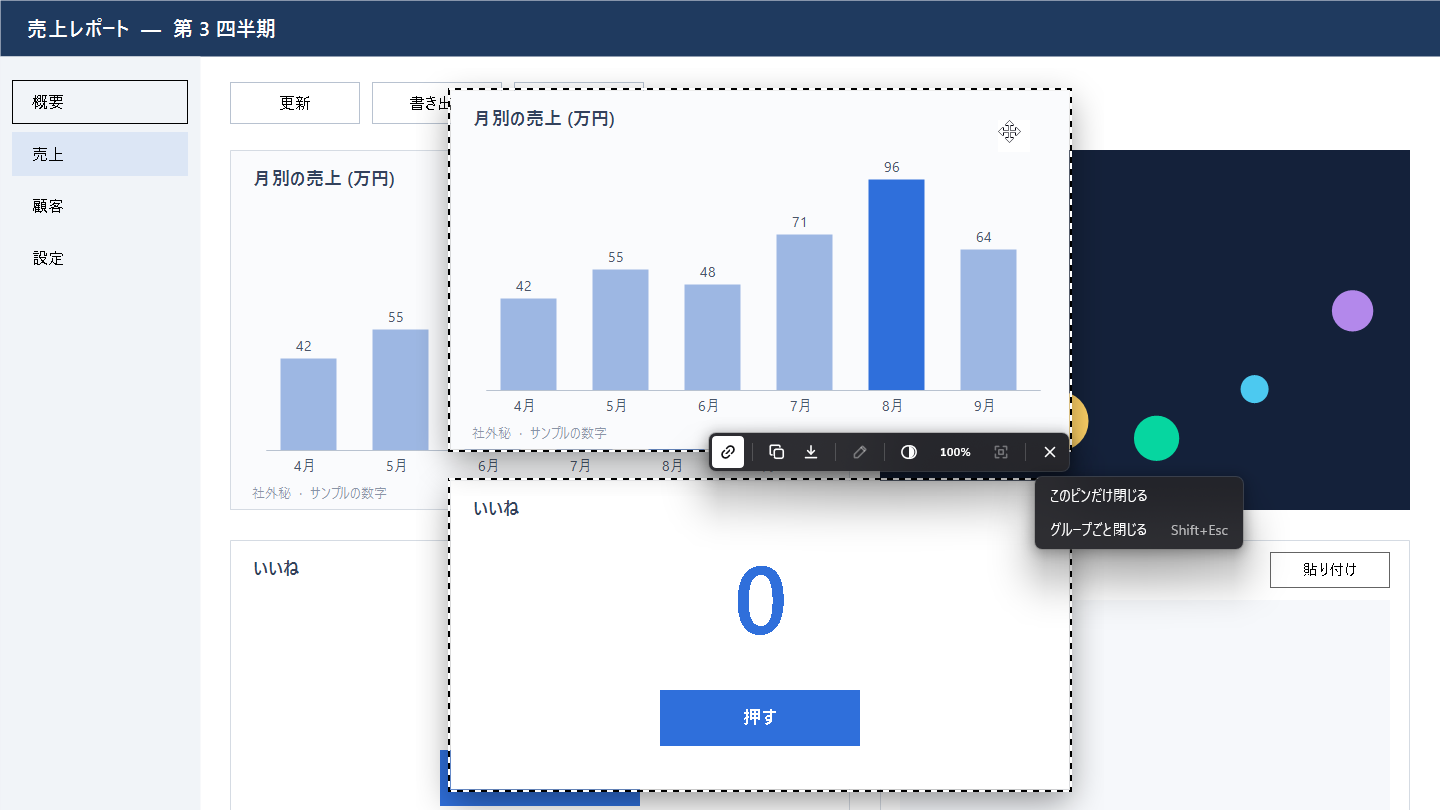 売上レポート — 第 3 四半期
概要
売上
顧客
設定
更新
書き出
月別の売上 (万円)
42
55
4月
5月
6月
7月
8月
社外秘 · サンプルの数字
月別の売上 (万円)
42
55
48
71
96
64
4月
5月
6月
7月
8月
9月
社外秘 · サンプルの数字
100%
このピンだけ閉じる
グループごと閉じる Shift+Esc
いいね
いいね
0
押す
貼り付け